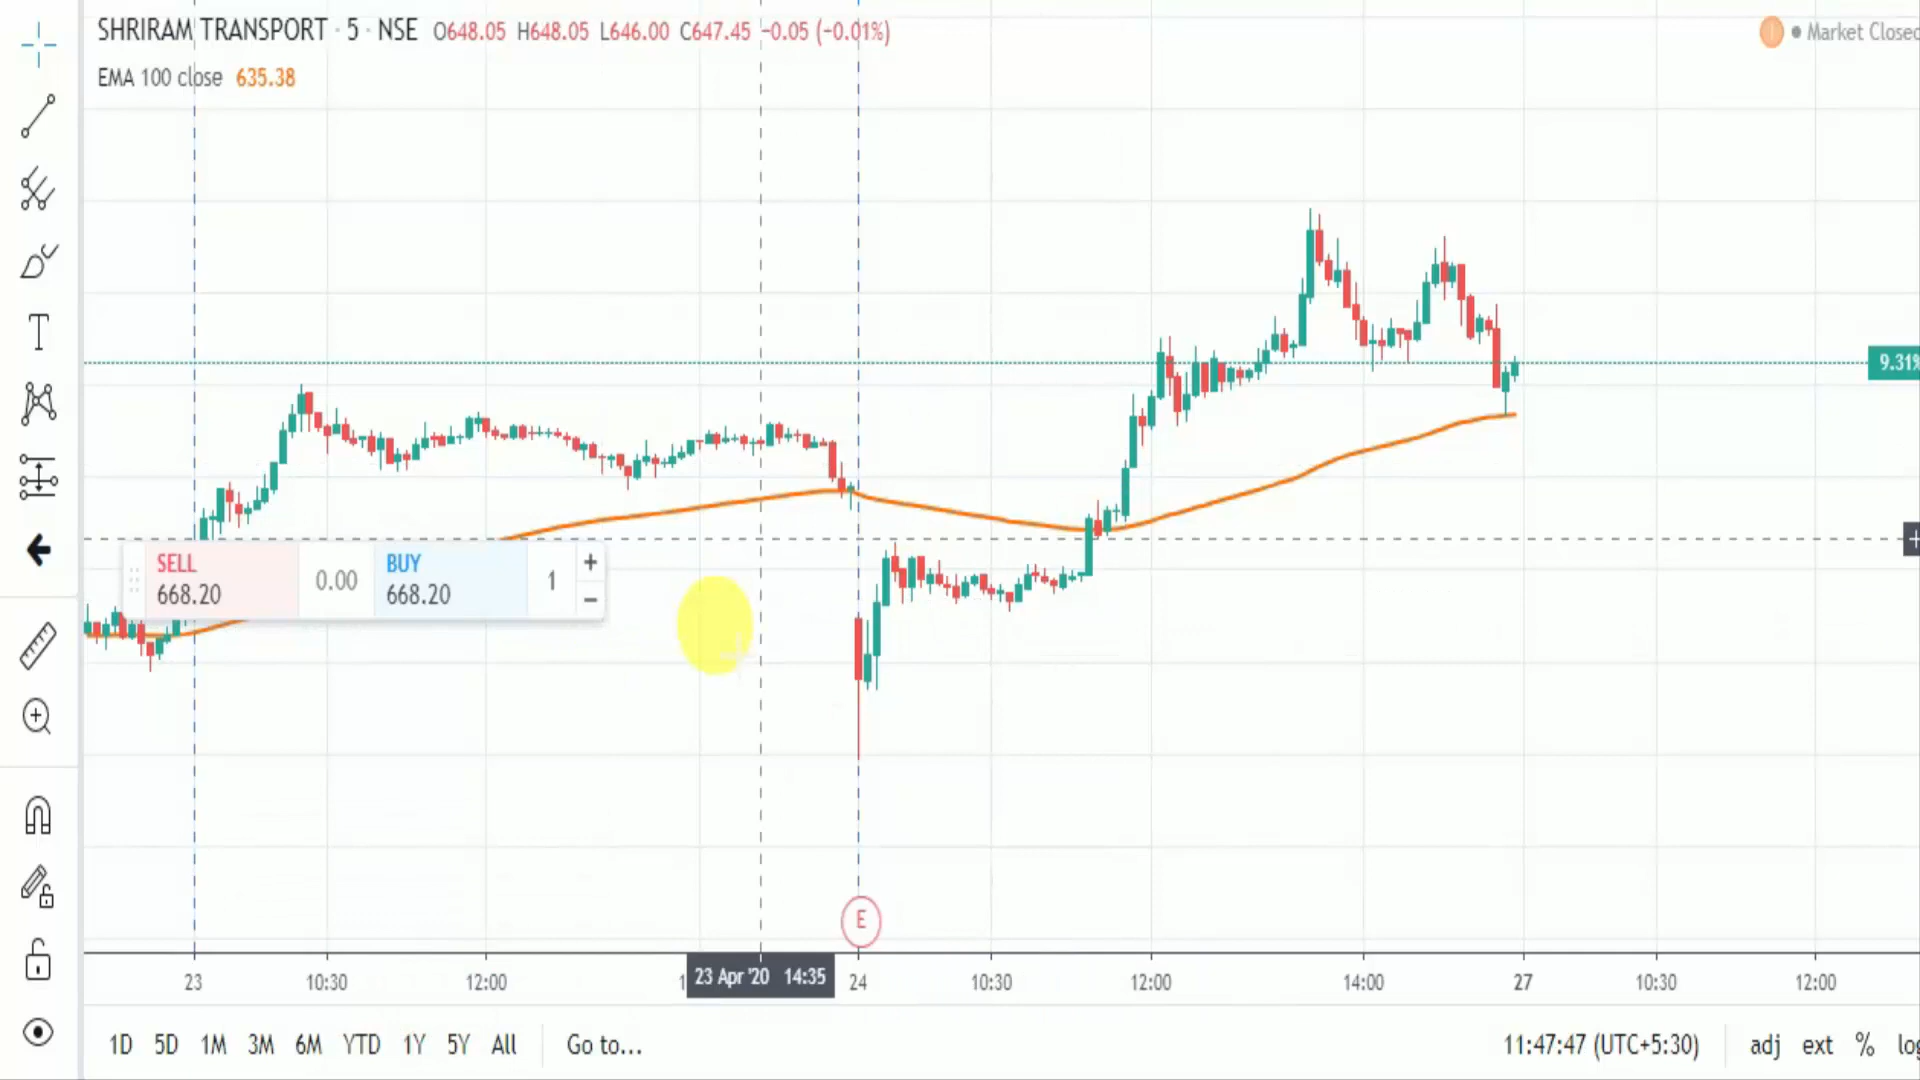 SHRIRAM TRANSPORT · 5 · NSE O648.05 H648.05 L646.00 C647.45 −0.05 (−0.01%)
Market Closed
EMA 100 close 635.38
T
9.31%
SELL 668.20
0.00
BUY 668.20
1
+
−
E
23 10:30 12:00 23 Apr '20 14:35 24 10:30 12:00 14:00 27 10:30 12:00
1D 5D 1M 3M 6M YTD 1Y 5Y All Go to... 11:47:47 (UTC+5:30) adj ext %